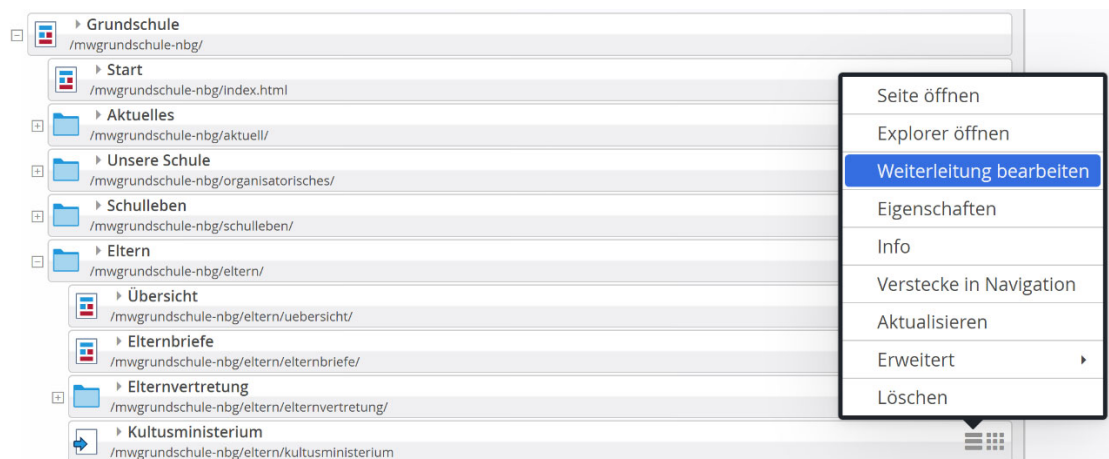 Grundschule
/mwgrundschule-nbg/
Start
/mwgrundschule-nbg/index.html
Aktuelles
/mwgrundschule-nbg/aktuell/
Unsere Schule
/mwgrundschule-nbg/organisatorisches/
Schulleben
/mwgrundschule-nbg/schulleben/
Eltern
/mwgrundschule-nbg/eltern/
Übersicht
/mwgrundschule-nbg/eltern/uebersicht/
Elternbriefe
/mwgrundschule-nbg/eltern/elternbriefe/
Elternvertretung
/mwgrundschule-nbg/eltern/elternvertretung/
Kultusministerium
/mwgrundschule-nbg/eltern/kultusministerium
Seite öffnen
Explorer öffnen
Weiterleitung bearbeiten
Eigenschaften
Info
Verstecke in Navigation
Aktualisieren
Erweitert
Löschen